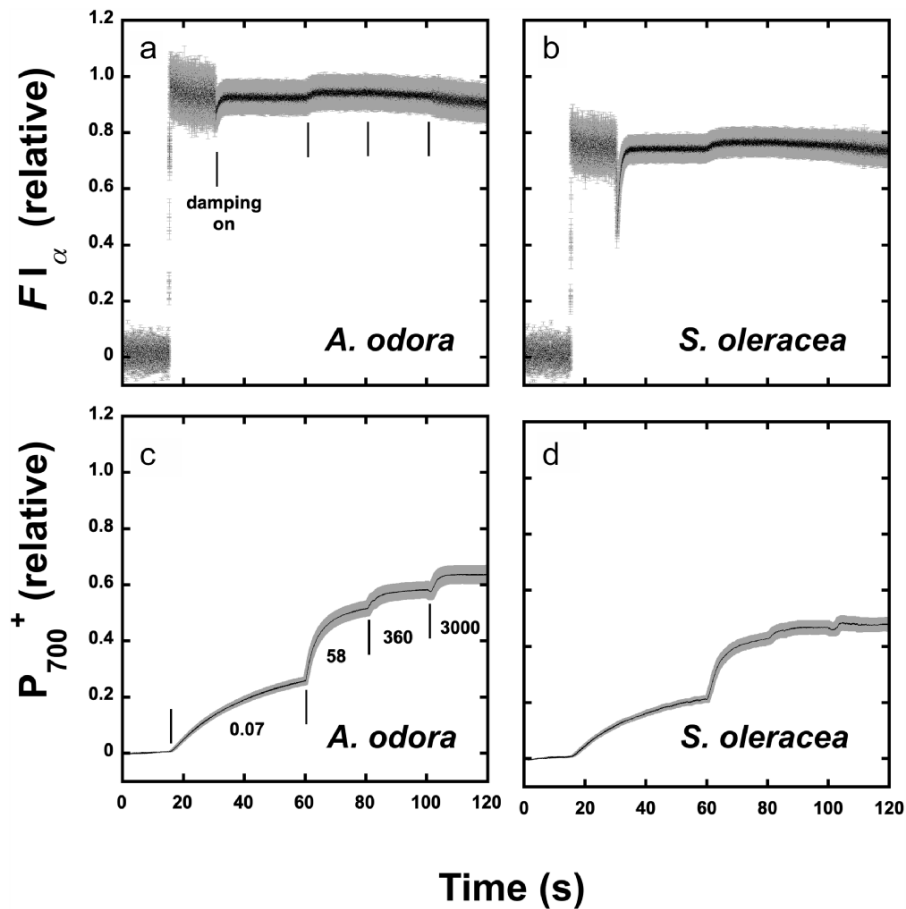 a
b
1.2
1.0
0.8
0.6
0.4
0.2
0
F I α (relative)
damping
on
A. odora
S. oleracea
c
d
1.2
1.0
0.8
0.6
0.4
0.2
0
P700+ (relative)
0.07
58
360
3000
A. odora
S. oleracea
0 20 40 60 80 100 120
0 20 40 60 80 100 120
Time (s)